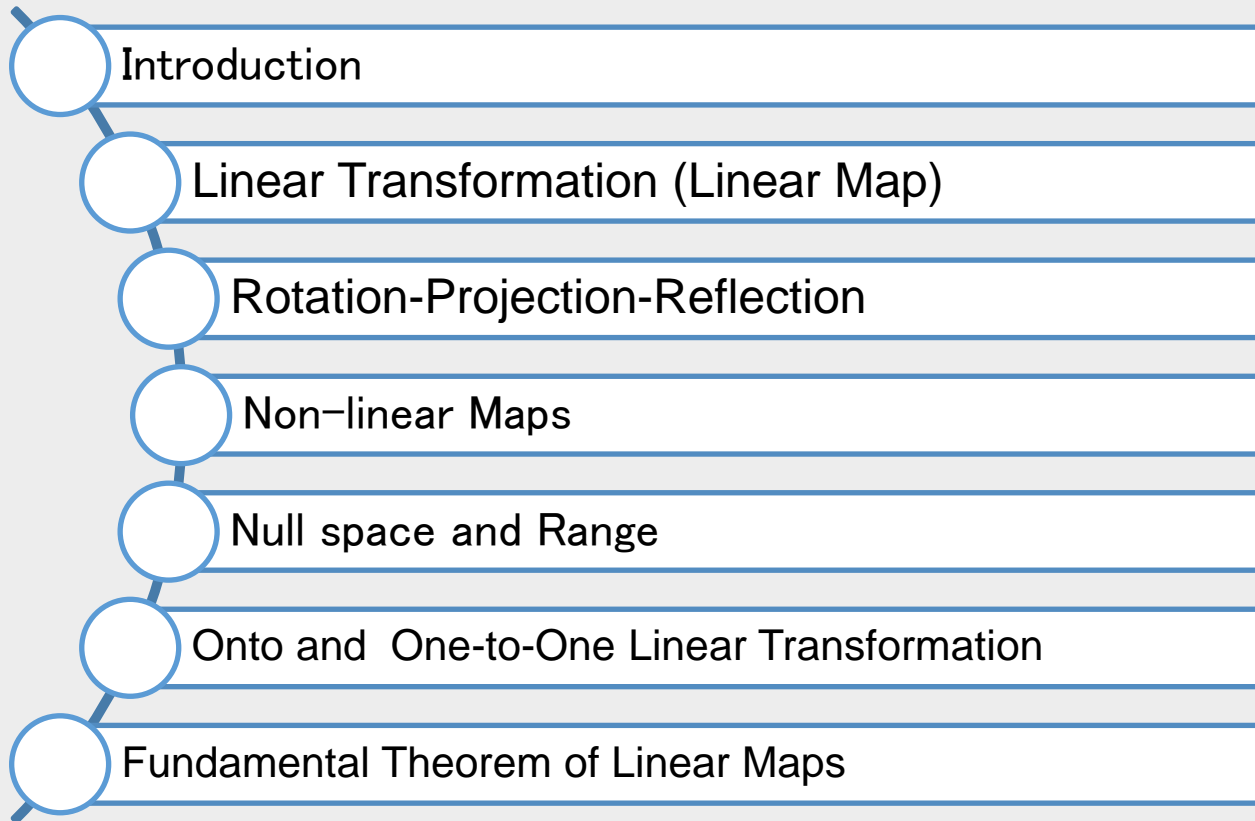 Introduction
Linear Transformation (Linear Map)
Rotation-Projection-Reflection
Non-linear Maps
Null space and Range
Onto and  One-to-One Linear Transformation
Fundamental Theorem of Linear Maps